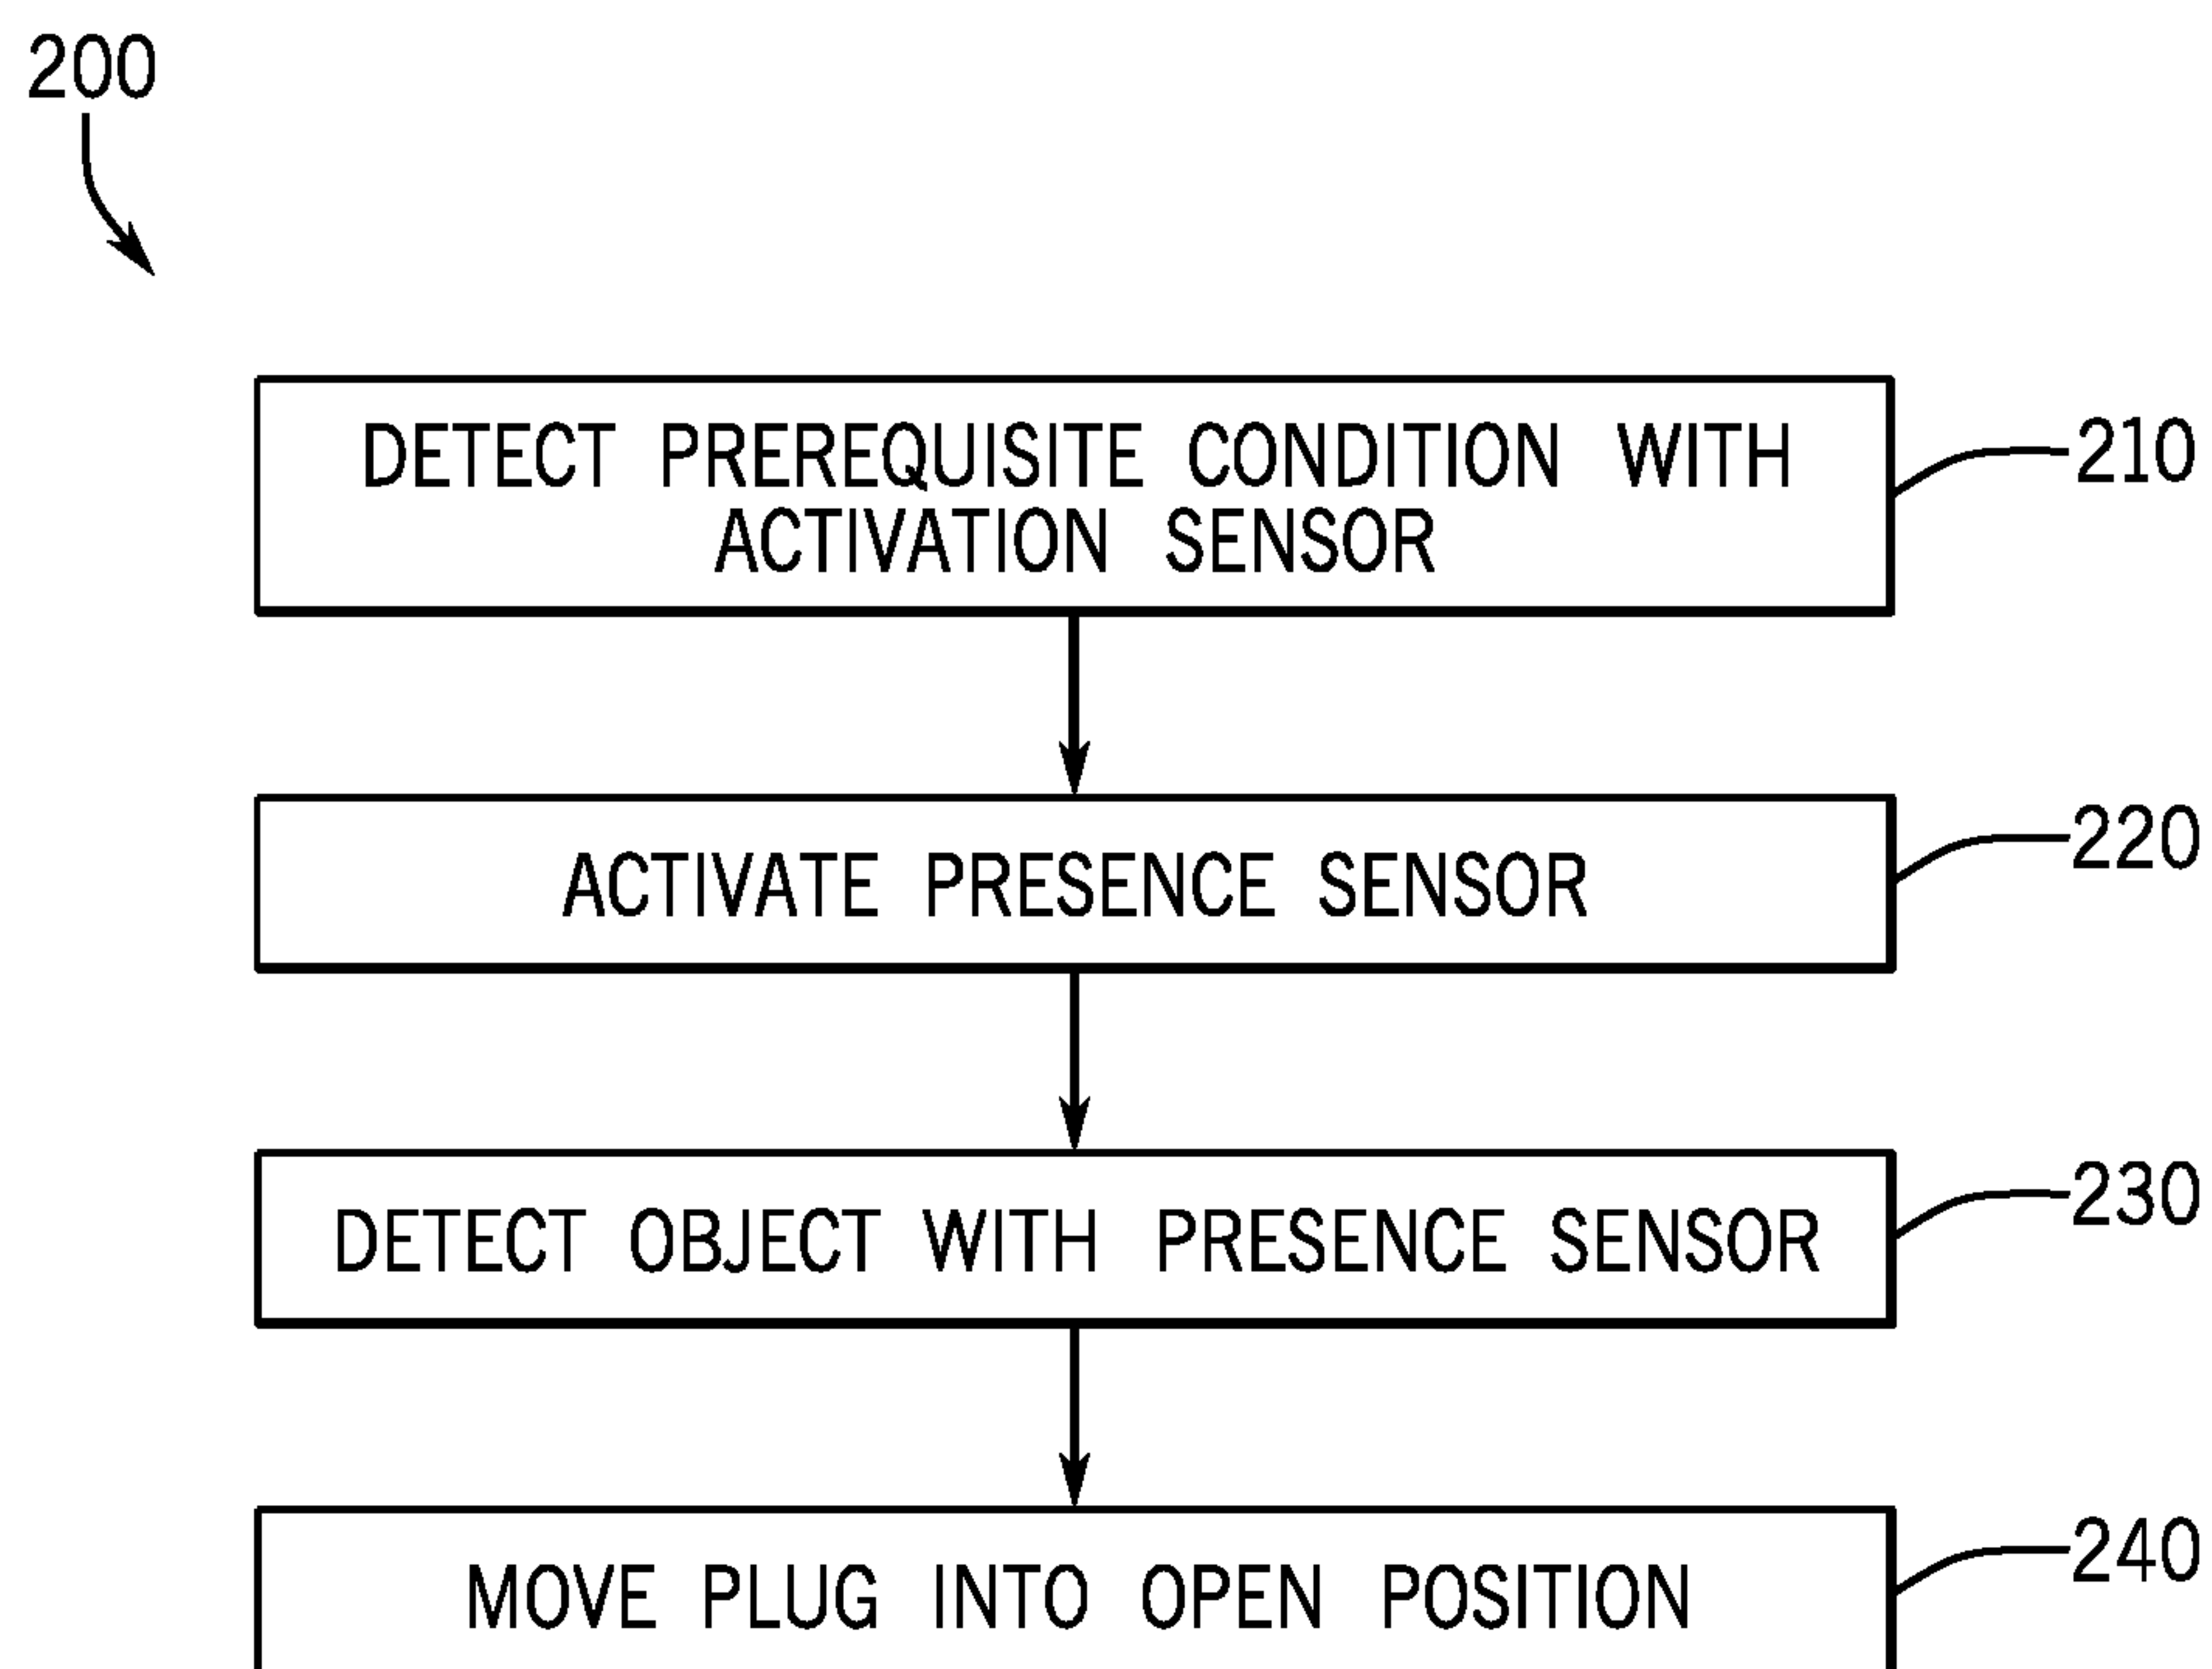 200
DETECT PREREQUISITE CONDITION WITH
ACTIVATION SENSOR
210
ACTIVATE PRESENCE SENSOR
220
DETECT OBJECT WITH PRESENCE SENSOR
230
MOVE PLUG INTO OPEN POSITION
240